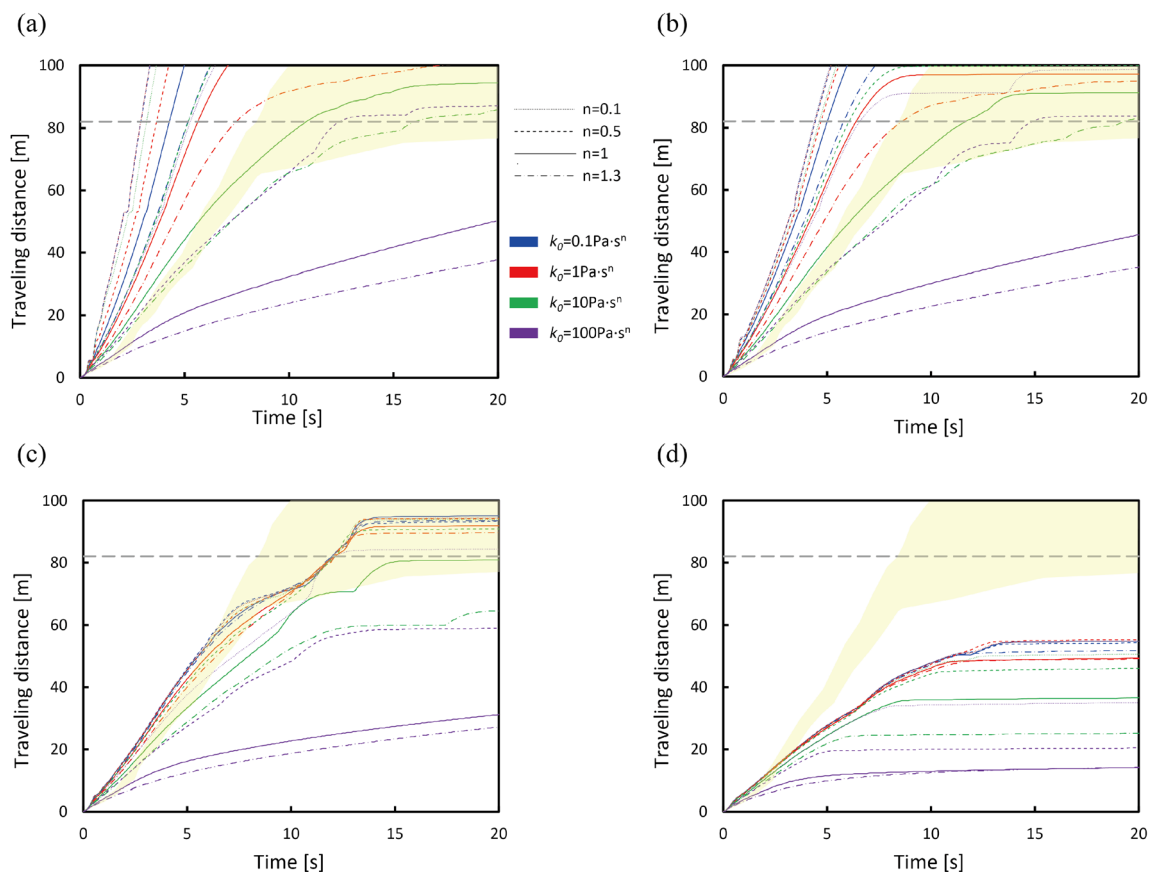 (a)
100
80
60
40
20
0
Traveling distance [m]
0 5 10 15 20
Time [s]
n=0.1
n=0.5
n=1
n=1.3
k₀=0.1Pa·sⁿ
k₀=1Pa·sⁿ
k₀=10Pa·sⁿ
k₀=100Pa·sⁿ
(b)
100
80
60
40
20
0
Traveling distance [m]
0 5 10 15 20
Time [s]
(c)
100
80
60
40
20
0
Traveling distance [m]
0 5 10 15 20
Time [s]
(d)
100
80
60
40
20
0
Traveling distance [m]
0 5 10 15 20
Time [s]